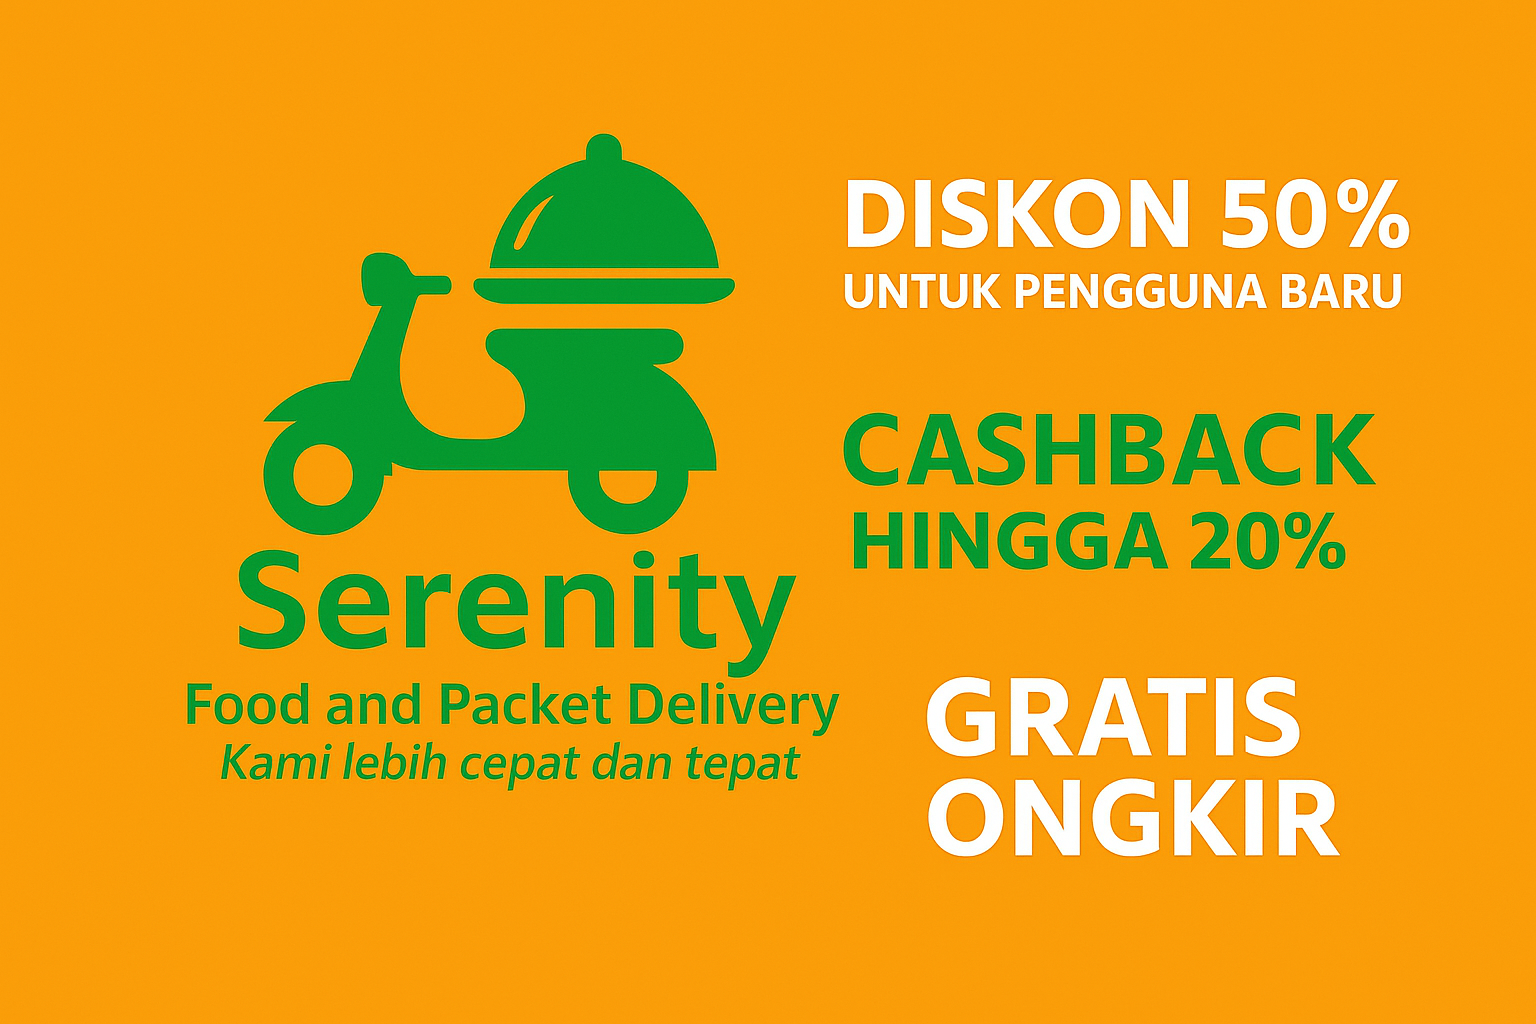 Serenity
Food and Packet Delivery
Kami lebih cepat dan tepat
DISKON 50%
UNTUK PENGGUNA BARU
CASHBACK
HINGGA 20%
GRATIS
ONGKIR